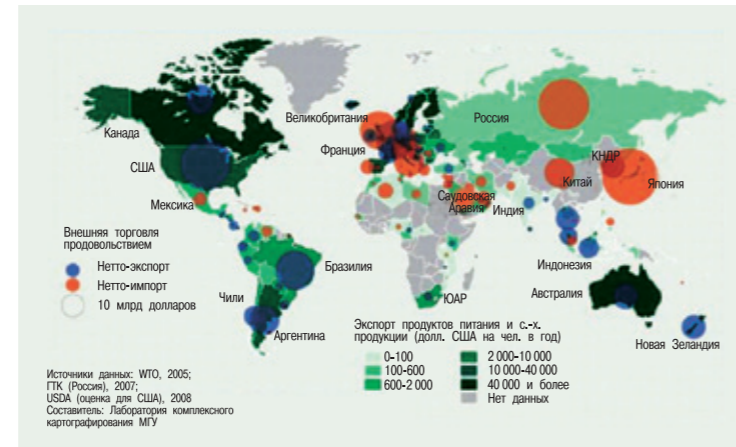 Канада
США
Мексика
Великобритания
Франция
Россия
КНДР
Китай
Япония
Саудовская
Аравия
Индия
Индонезия
Бразилия
Чили
Аргентина
ЮАР
Австралия
Новая Зеландия
Внешняя торговля
продовольствием
Нетто-экспорт
Нетто-импорт
10 млрд долларов
Экспорт продуктов питания и с.-х.
продукции (долл. США на чел. в год)
0-100
100-600
600-2 000
2 000-10 000
10 000-40 000
40 000 и более
Нет данных
Источники данных: WTO, 2005;
ГТК (Россия), 2007;
USDA (оценка для США), 2008
Составитель: Лаборатория комплексного
картографирования МГУ